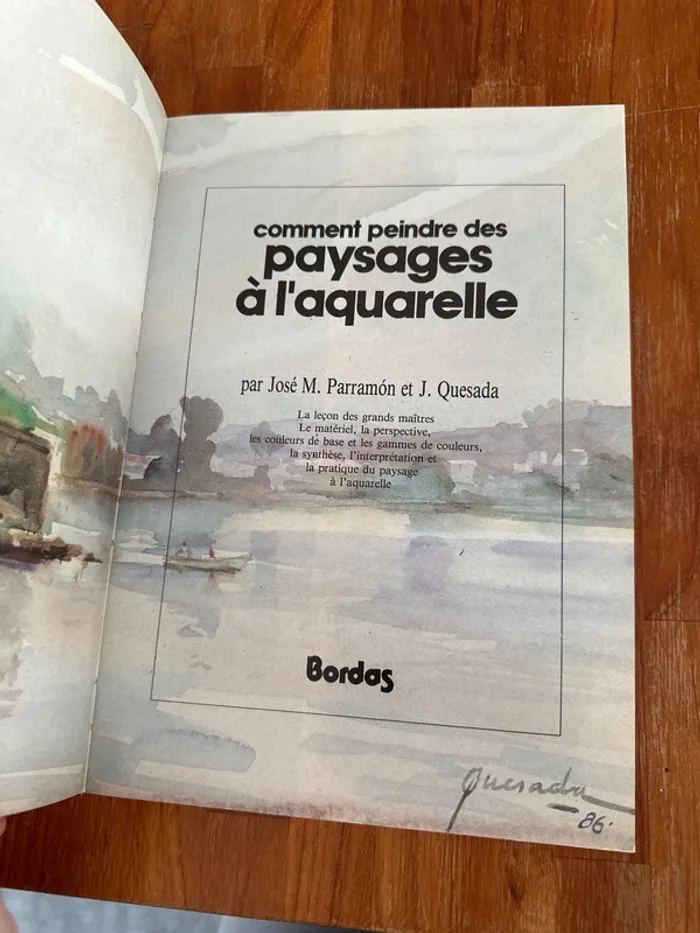 comment peindre des
paysages
à l'aquarelle
par José M. Parramón et J. Quesada
La leçon des grands maîtres
Le matériel, la perspective,
les couleurs de base et les gammes de couleurs,
la synthèse, l'interprétation et
la pratique du paysage
à l'aquarelle
Bordas
Quesada
86.